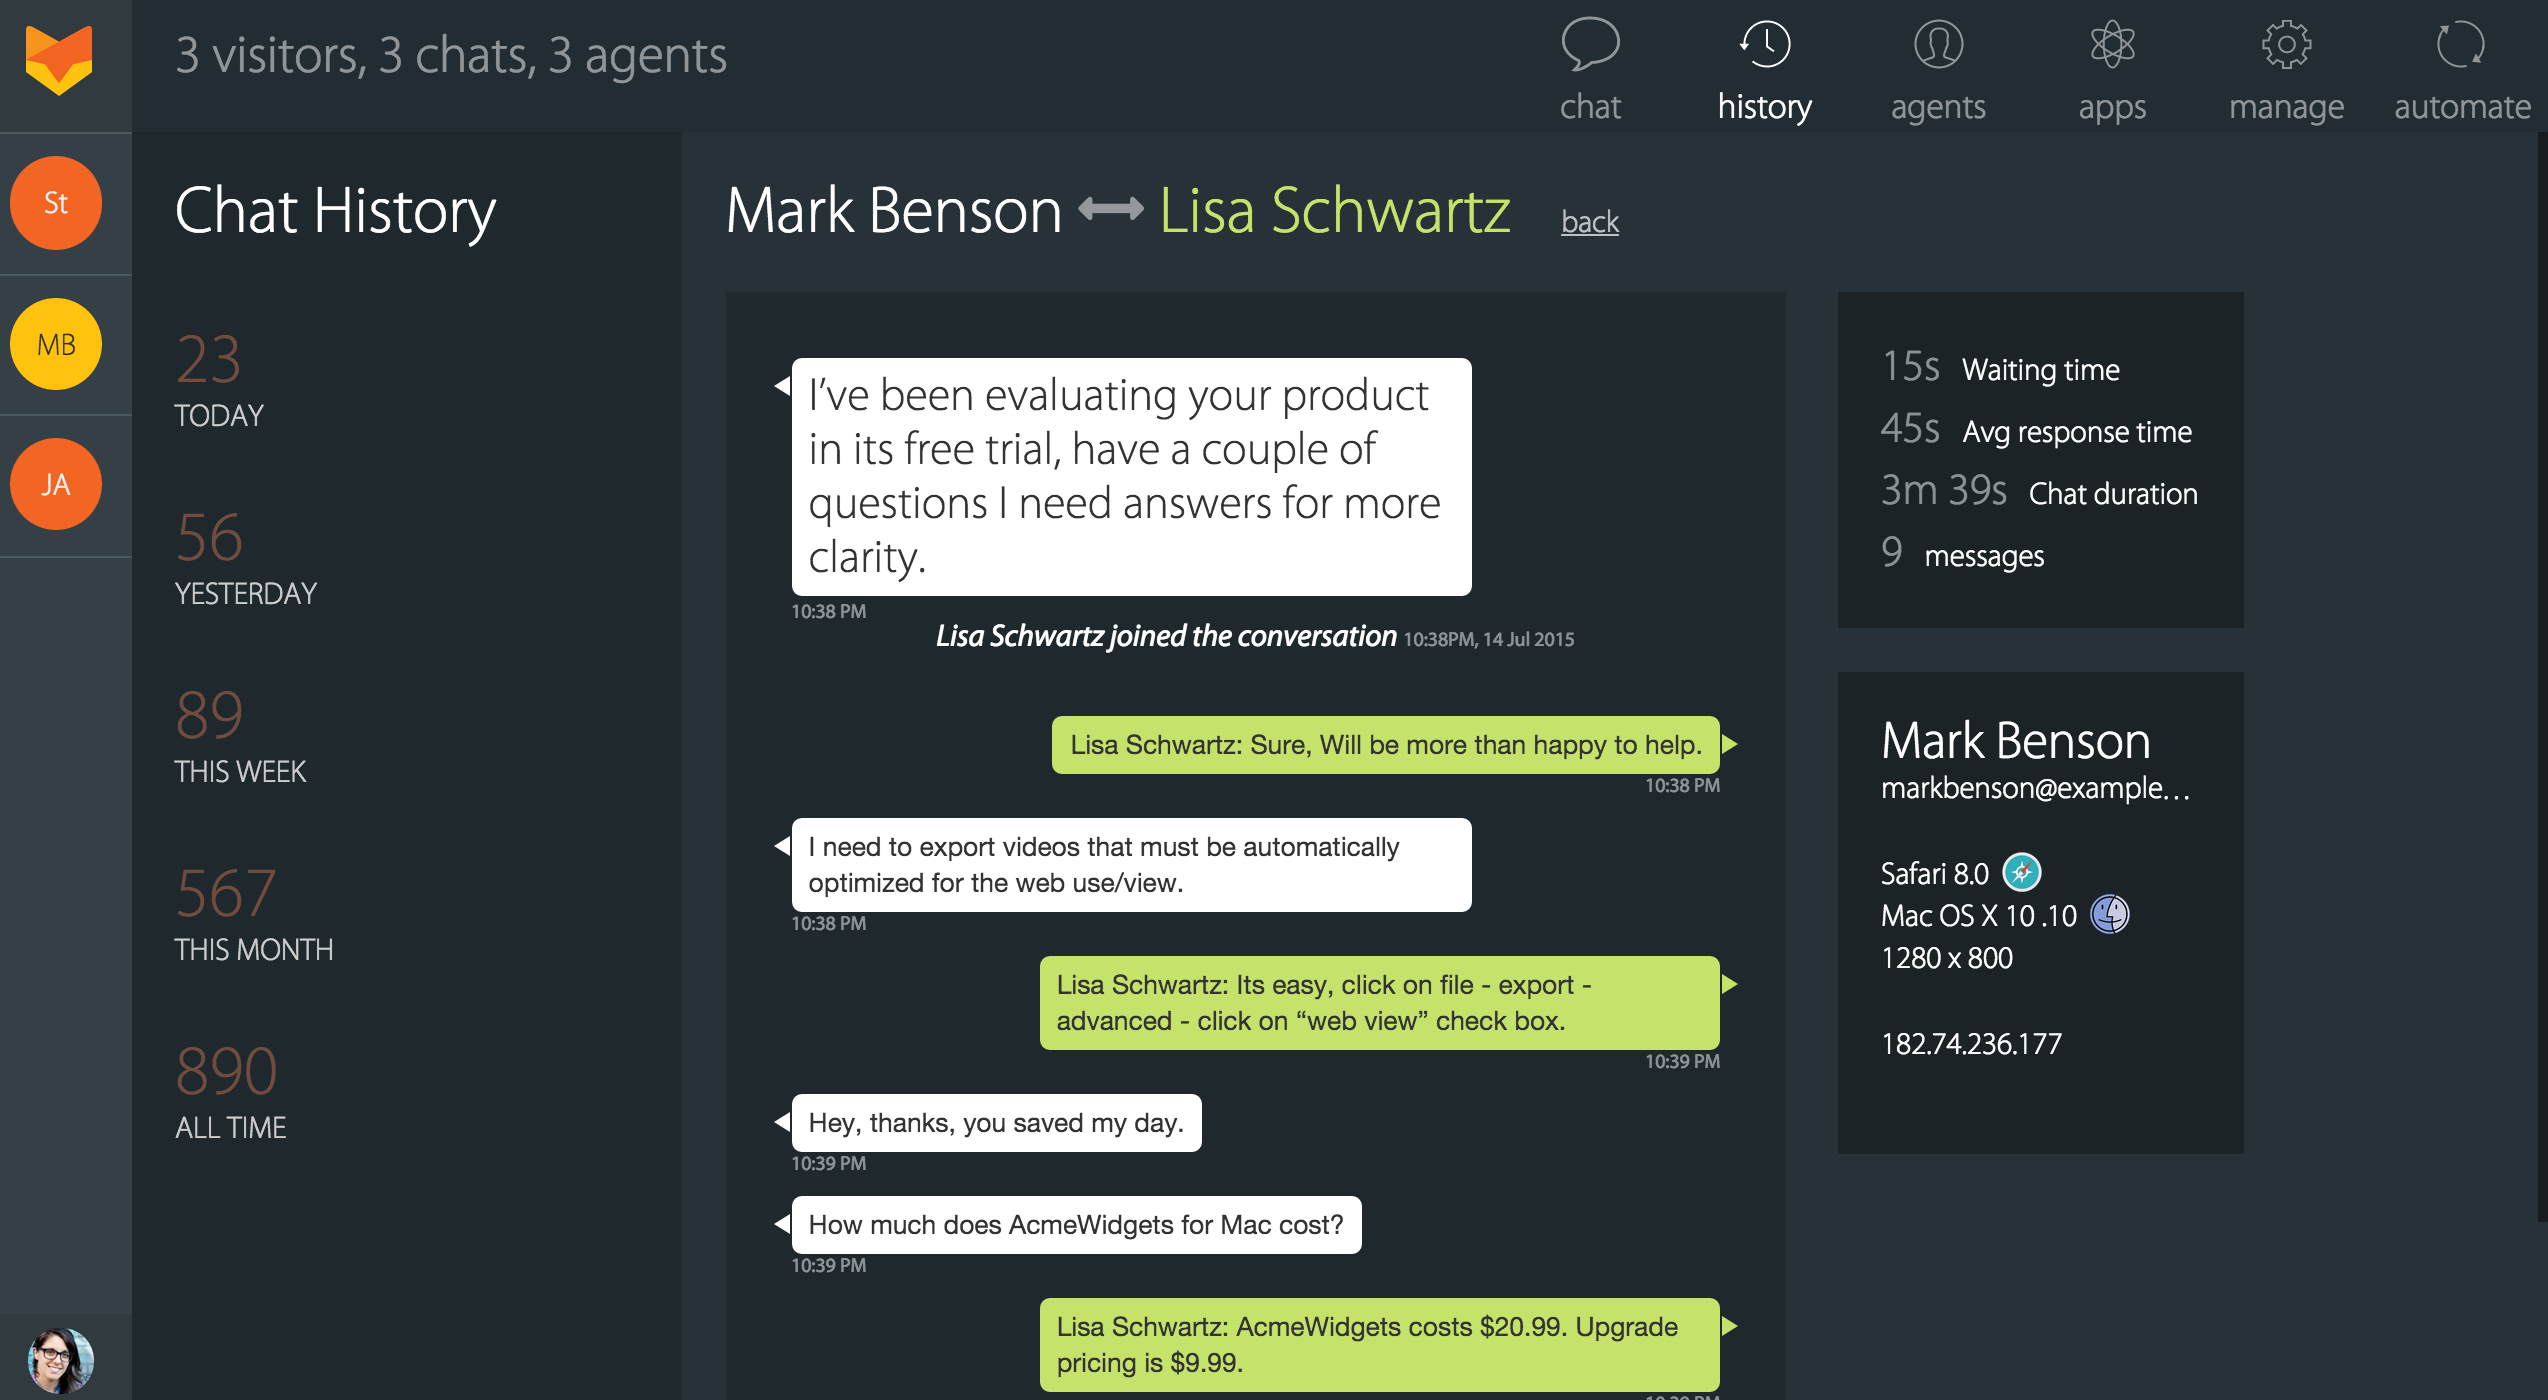 3 visitors, 3 chats, 3 agents
chat
history
agents
apps
manage
automate
St
MB
JA
Chat History
23
TODAY
56
YESTERDAY
89
THIS WEEK
567
THIS MONTH
890
ALL TIME
Mark Benson Lisa Schwartz back
I've been evaluating your product
in its free trial, have a couple of
questions I need answers for more
clarity.
10:38 PM
Lisa Schwartz joined the conversation 10:38PM, 14 Jul 2015
Lisa Schwartz: Sure, Will be more than happy to help.
10:38 PM
I need to export videos that must be automatically
optimized for the web use/view.
10:38 PM
Lisa Schwartz: Its easy, click on file - export -
advanced - click on “web view” check box.
10:39 PM
Hey, thanks, you saved my day.
10:39 PM
How much does AcmeWidgets for Mac cost?
10:39 PM
Lisa Schwartz: AcmeWidgets costs $20.99. Upgrade
pricing is $9.99.
15s Waiting time
45s Avg response time
3m 39s Chat duration
9 messages
Mark Benson
markbenson@example...
Safari 8.0
Mac OS X 10 .10
1280 x 800
182.74.236.177